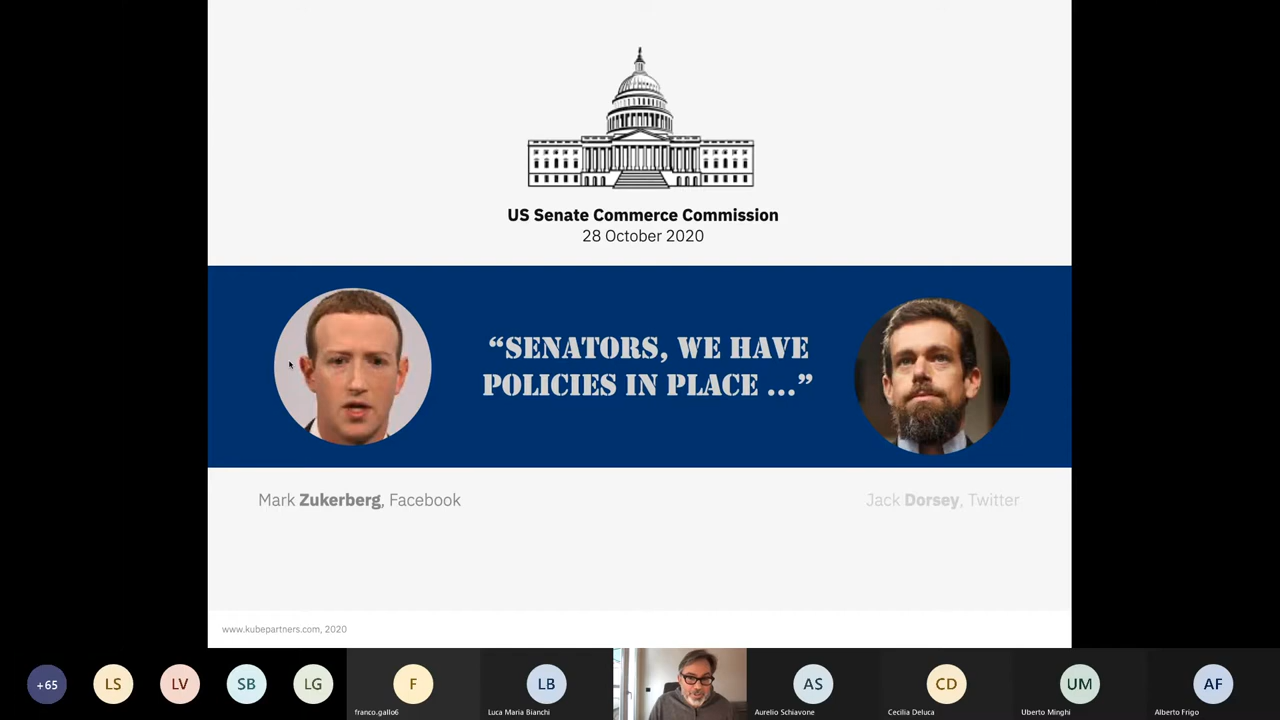 US Senate Commerce Commission
28 October 2020
“SENATORS, WE HAVE
POLICIES IN PLACE ...”
Mark Zukerberg, Facebook
Jack Dorsey, Twitter
www.kubepartners.com, 2020
+65
LS
LV
SB
LG
F
franco.gallo6
LB
Luca Maria Bianchi
AS
Aurelio Schiavone
CD
Cecilia Deluca
UM
Uberto Minghi
AF
Alberto Frigo